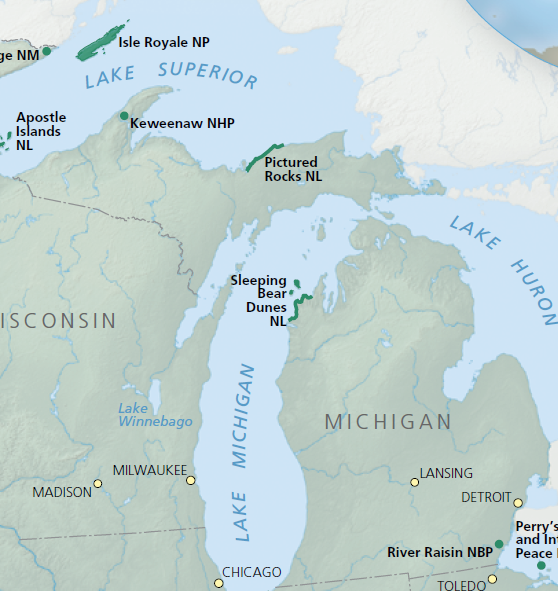 Isle Royale NP
ge NM
LAKE SUPERIOR
Apostle
Islands
NL
Keweenaw NHP
Pictured
Rocks NL
LAKE HURON
Sleeping
Bear
Dunes
NL
ISCONSIN
LAKE MICHIGAN
Lake
Winnebago
MICHIGAN
MILWAUKEE
LANSING
MADISON
DETROIT
Perry's
and Int
Peace
River Raisin NBP
CHICAGO
TOLEDO